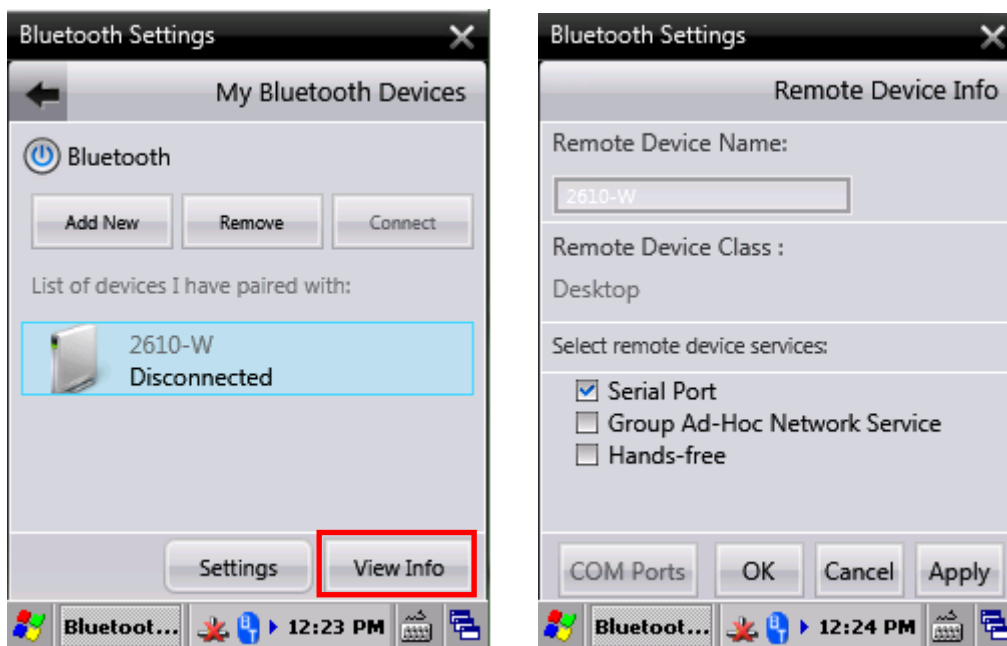 Bluetooth Settings
My Bluetooth Devices
Bluetooth
Add New Remove Connect
List of devices I have paired with:
2610-W
Disconnected
Settings View Info
Bluetoot... 12:23 PM
Bluetooth Settings
Remote Device Info
Remote Device Name:
2610-W
Remote Device Class :
Desktop
Select remote device services:
Serial Port
Group Ad-Hoc Network Service
Hands-free
COM Ports OK Cancel Apply
Bluetoot... 12:24 PM